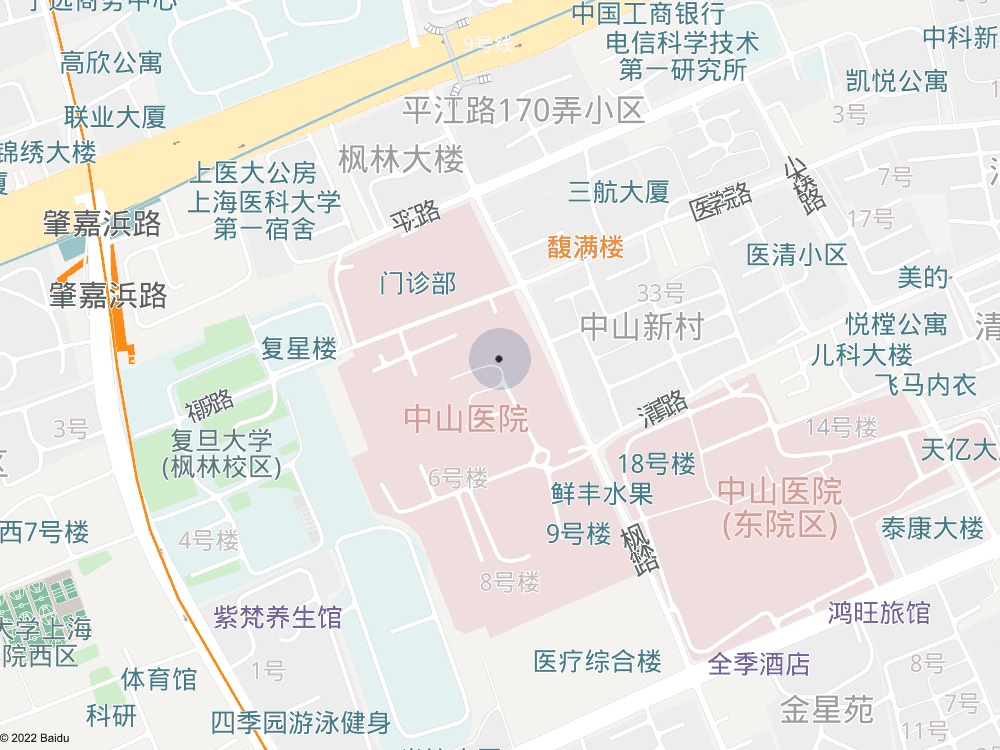 中国工商银行
9号线
电信科学技术
第一研究所
中科新
高欣公寓
凯悦公寓
联业大厦
平江路170弄小区
3号
锦绣大楼
枫林大楼
上医大公房
上海医科大学
第一宿舍
三航大厦
医学院路
小木桥路
7号
17号
肇嘉浜路
平江路
馥满楼
医清小区
门诊部
美的
肇嘉浜路
33号
中山新村
悦樘公寓
清
复星楼
儿科大楼
飞马内衣
祁阳路
清真路
3号
中山医院
14号楼
复旦大学
(枫林校区)
天亿大
18号楼
6号楼
鲜丰水果
中山医院
(东院区)
西7号楼
4号楼
9号楼
枫林路
泰康大楼
8号楼
紫梵养生馆
鸿旺旅馆
大学上海
院西区
医疗综合楼
全季酒店
8号
1号
体育馆
7号
科研
四季园游泳健身
金星苑
11号
© 2022 Baidu